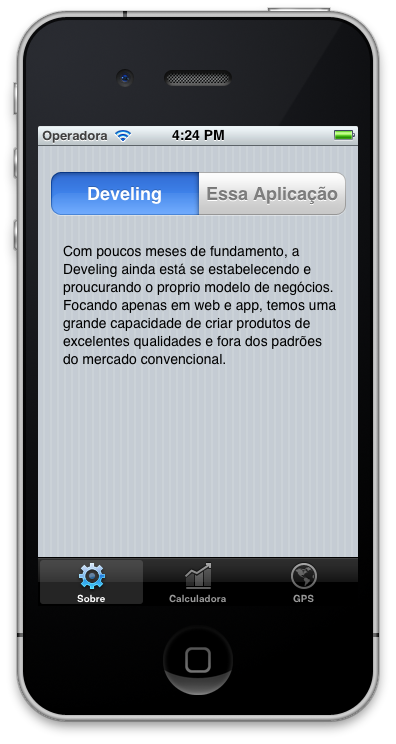 Operadora 4:24 PM
Develing Essa Aplicação
Com poucos meses de fundamento, a
Develing ainda está se estabelecendo e
proucurando o proprio modelo de negócios.
Focando apenas em web e app, temos uma
grande capacidade de criar produtos de
excelentes qualidades e fora dos padrões
do mercado convencional.
Sobre Calculadora GPS